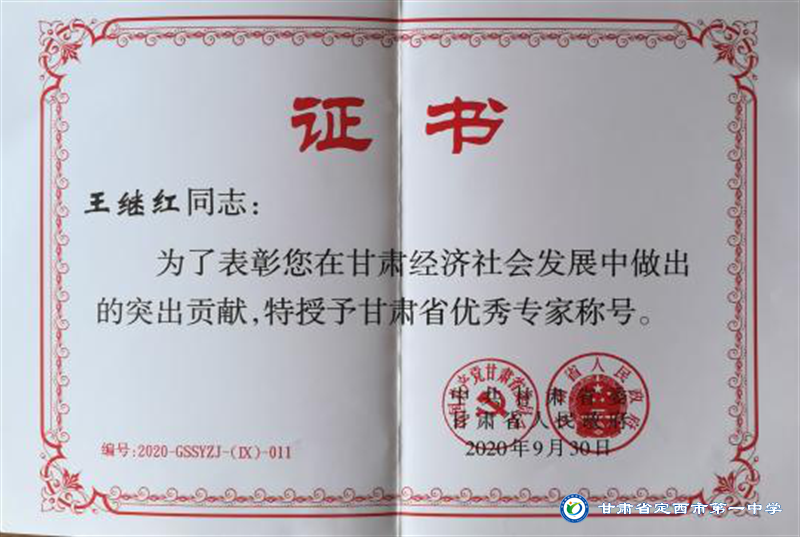 证书
王继红同志：
为了表彰您在甘肃经济社会发展中做出
的突出贡献，特授予甘肃省优秀专家称号。
中共甘肃省委
甘肃省人民政府
2020年9月30日
编号：2020-GSSYZJ-(Ⅸ)-011
甘肃省定西市第一中学